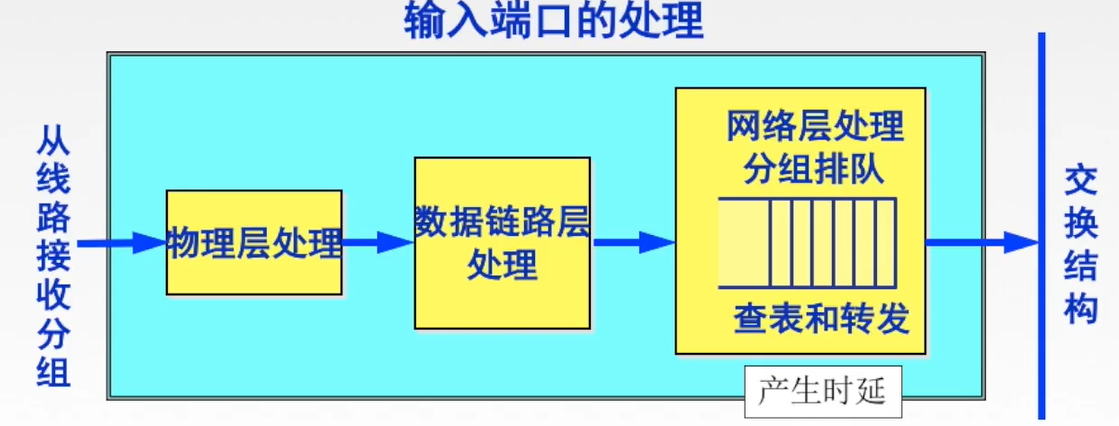 输入端口的处理
从线路接收分组
物理层处理
数据链路层
处理
网络层处理
分组排队
查表和转发
产生时延
交换结构